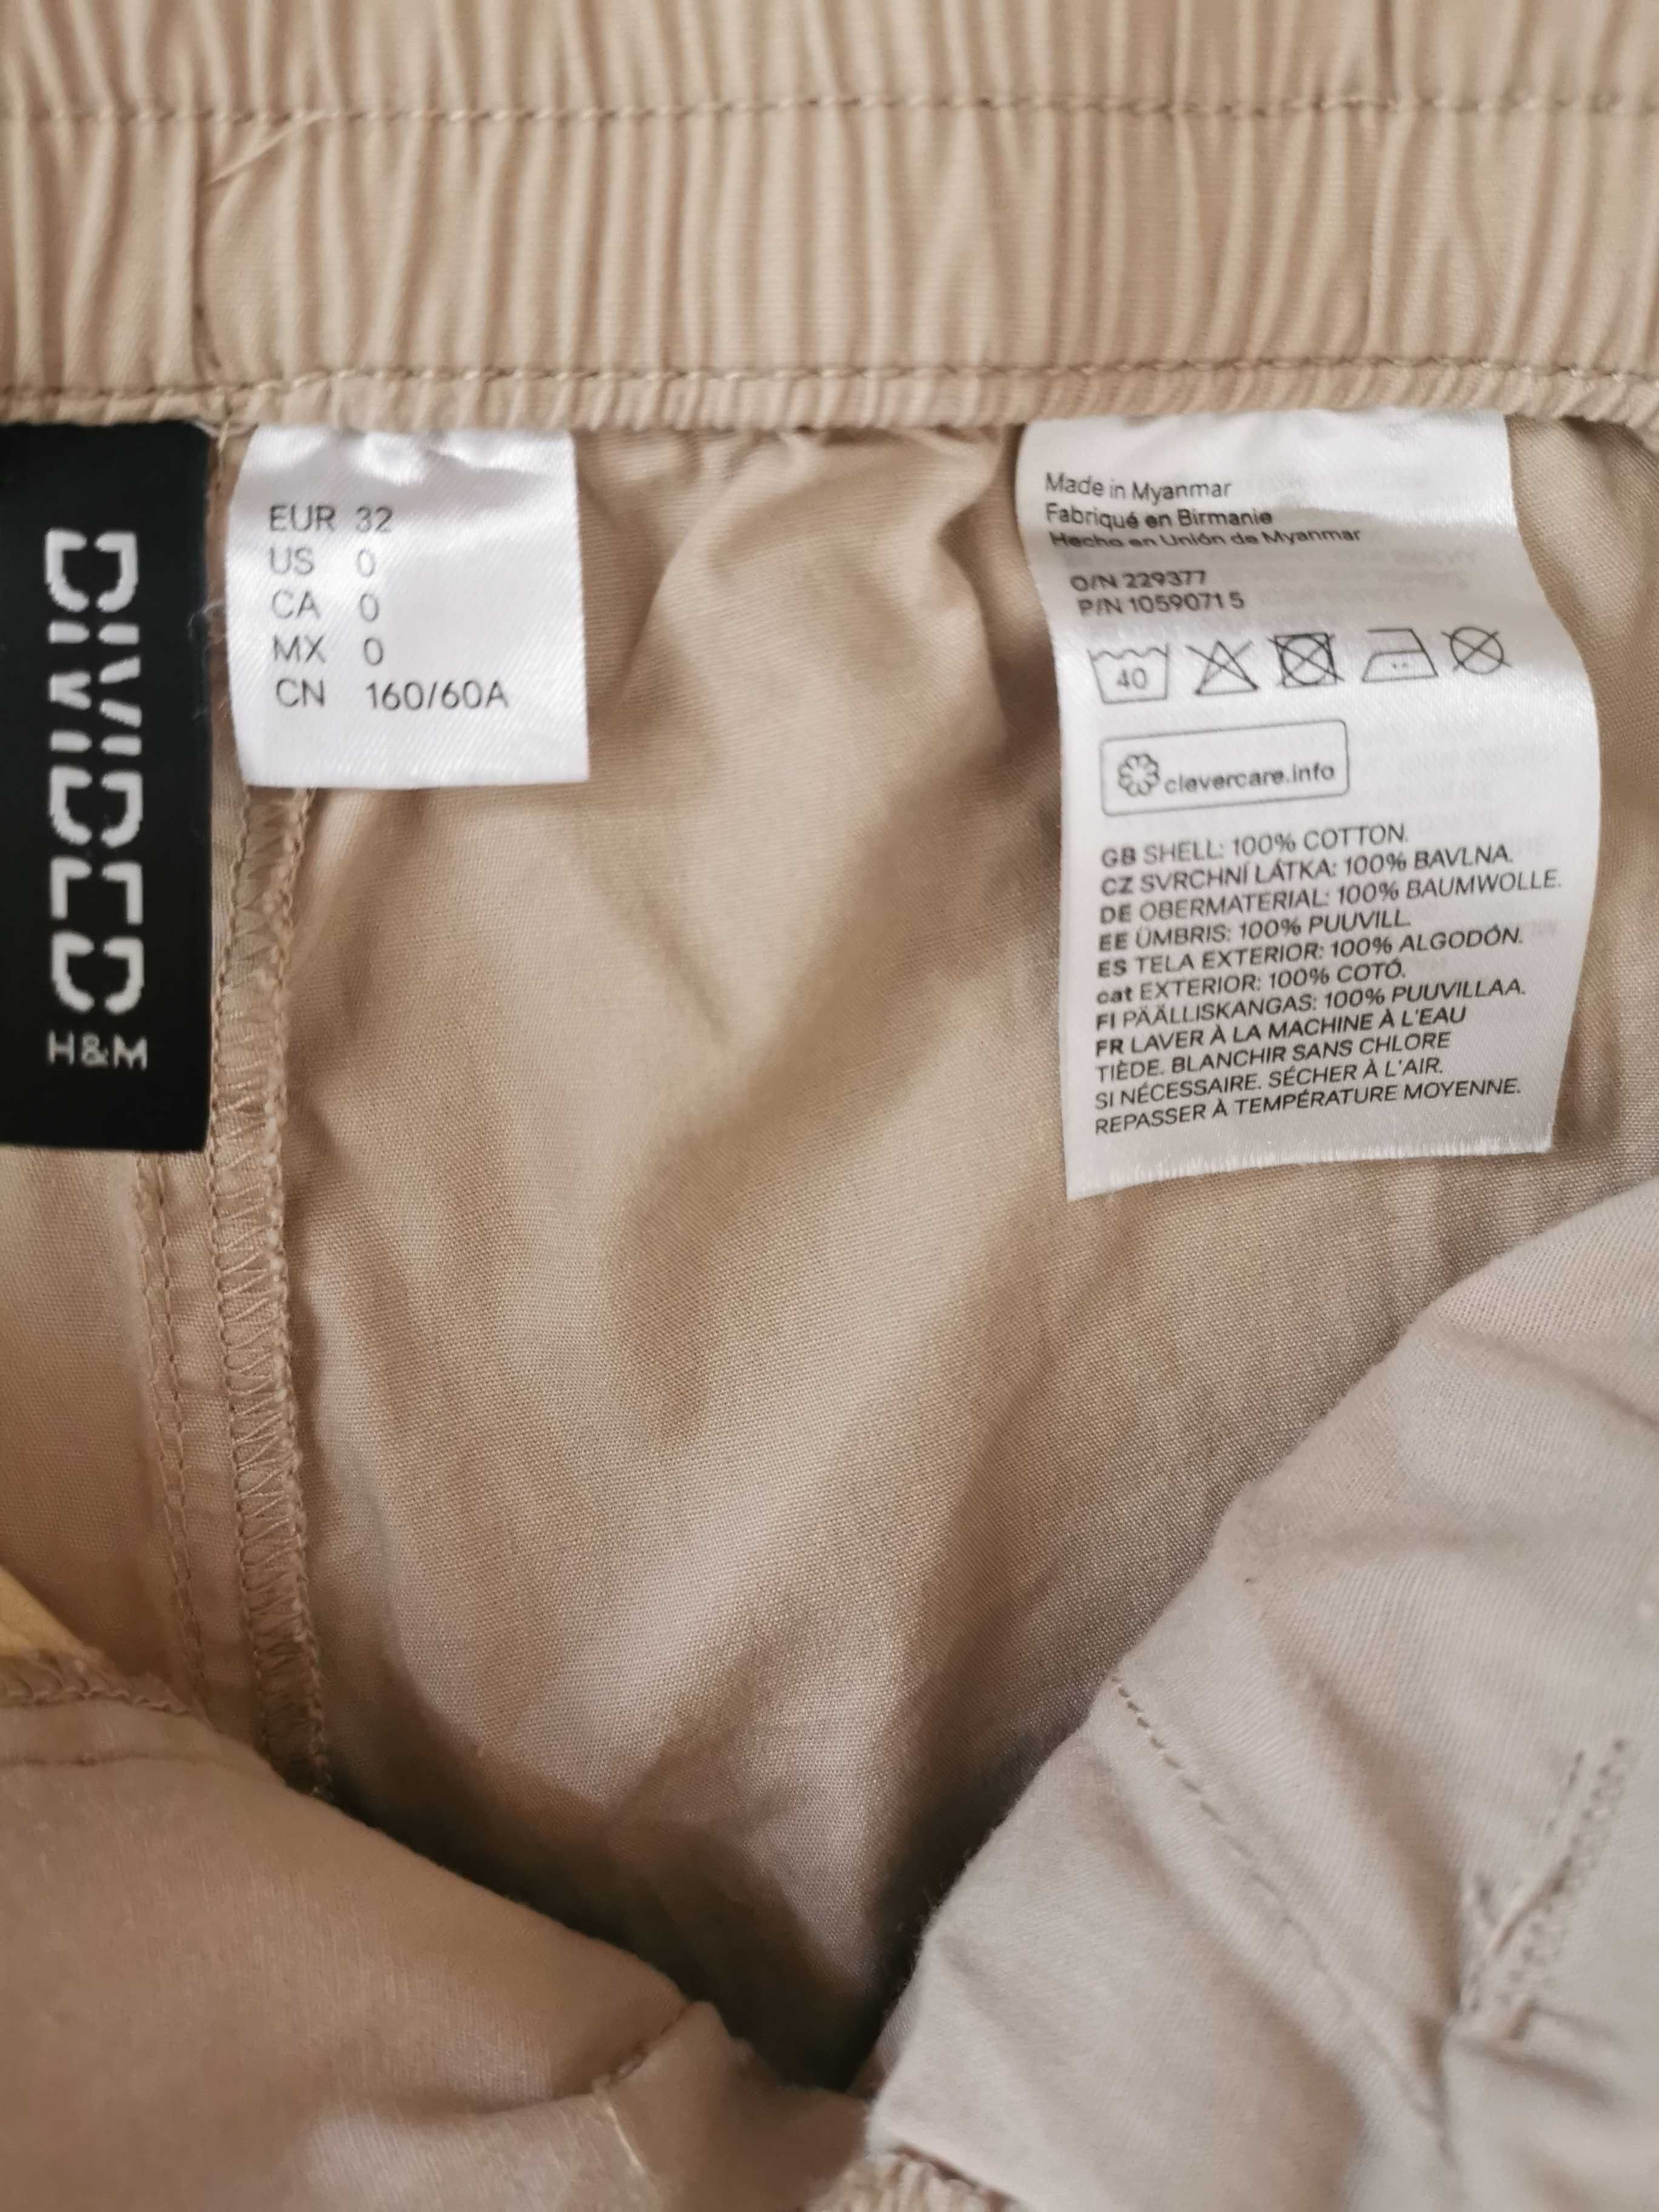 DIVIDED
H&M
EUR 32
US 0
CA 0
MX 0
CN 160/60A
Made in Myanmar
Fabriqué en Birmanie
Hecho en Unión de Myanmar
O/N 229377
P/N 10590715
40
clevercare.info
GB SHELL: 100% COTTON.
CZ SVRCHNÍ LÁTKA: 100% BAVLNA.
DE OBERMATERIAL: 100% BAUMWOLLE.
EE ÜMBRIS: 100% PUUVILL.
ES TELA EXTERIOR: 100% ALGODÓN.
cat EXTERIOR: 100% COTÓ.
FI PÄÄLLISKANGAS: 100% PUUVILLAA.
FR LAVER À LA MACHINE À L'EAU
TIÈDE. BLANCHIR SANS CHLORE
SI NÉCESSAIRE. SÉCHER À L'AIR.
REPASSER À TEMPÉRATURE MOYENNE.